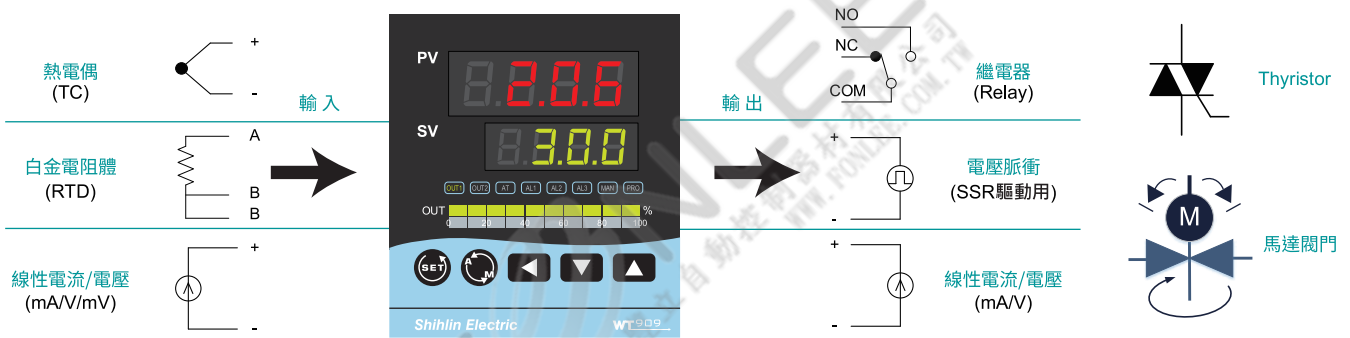 熱電偶
(TC)
+
-
輸入
白金電阻體
(RTD)
A
B
B
線性電流/電壓
(mA/V/mV)
+
-
PV
2.0.6
SV
3.0.0
OUT1 OUT2 AT AL1 AL2 AL3 MAN PRO
OUT %
0 20 40 60 80 100
SET
A M
Shihlin Electric WT909
輸出
NO
NC
COM
繼電器
(Relay)
+
-
電壓脈衝
(SSR驅動用)
+
-
線性電流/電壓
(mA/V)
Thyristor
M
馬達閥門
WWW.FONLEE.COM.TW